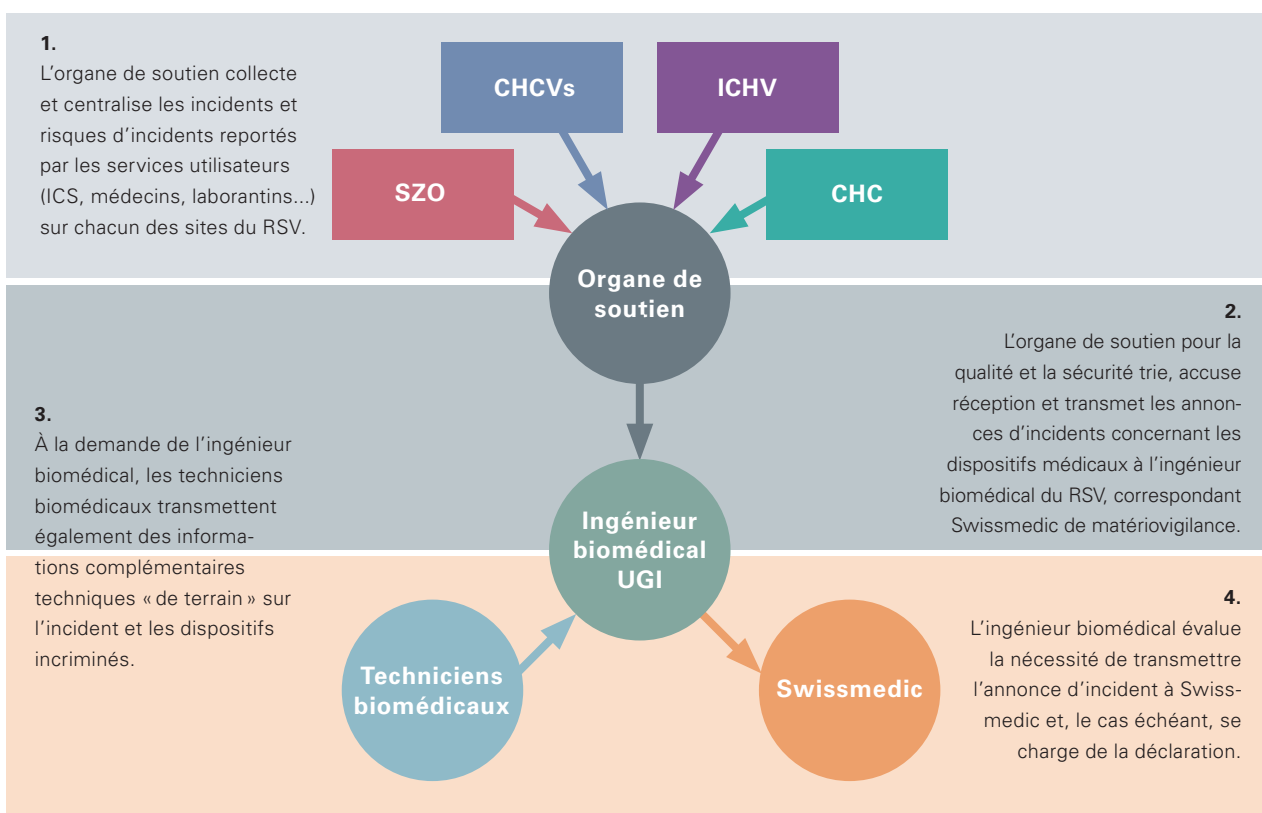 1.
L'organe de soutien collecte
et centralise les incidents et
risques d'incidents reportés
par les services utilisateurs
(ICS, médecins, laborantins...)
sur chacun des sites du RSV.
CHCVs
ICHV
SZO
CHC
Organe de
soutien
2.
L'organe de soutien pour la
qualité et la sécurité trie, accuse
réception et transmet les annon-
ces d'incidents concernant les
dispositifs médicaux à l'ingénieur
biomédical du RSV, correspondant
Swissmedic de matériovigilance.
3.
À la demande de l'ingénieur
biomédical, les techniciens
biomédicaux transmettent
également des informa-
tions complémentaires
techniques « de terrain » sur
l'incident et les dispositifs
incriminés.
Ingénieur
biomédical
UGI
Techniciens
biomédicaux
Swissmedic
4.
L'ingénieur biomédical évalue
la nécessité de transmettre
l'annonce d'incident à Swiss-
medic et, le cas échéant, se
charge de la déclaration.